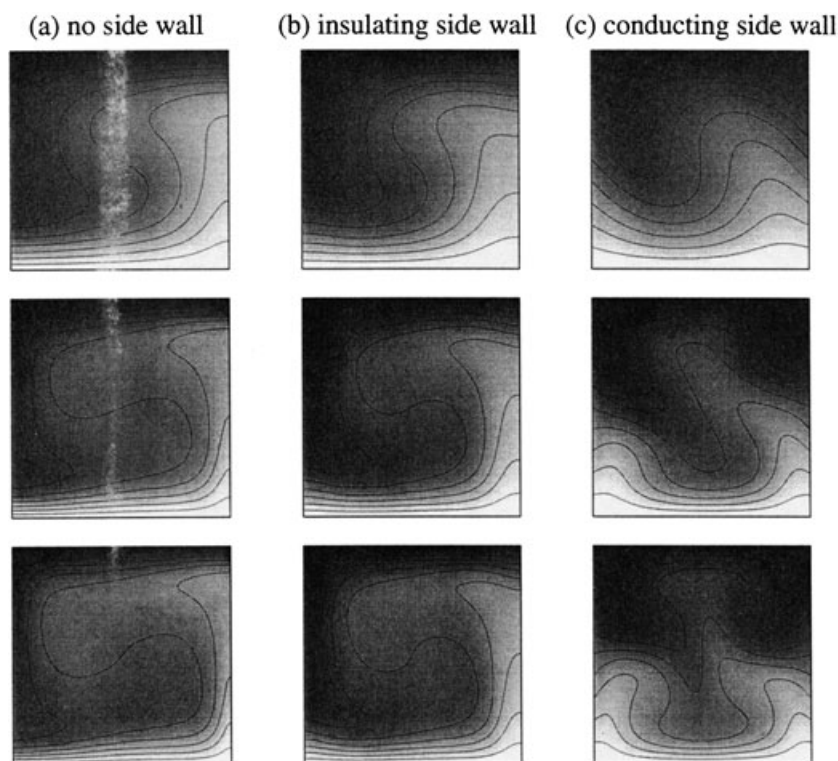 (a) no side wall
(b) insulating side wall
(c) conducting side wall